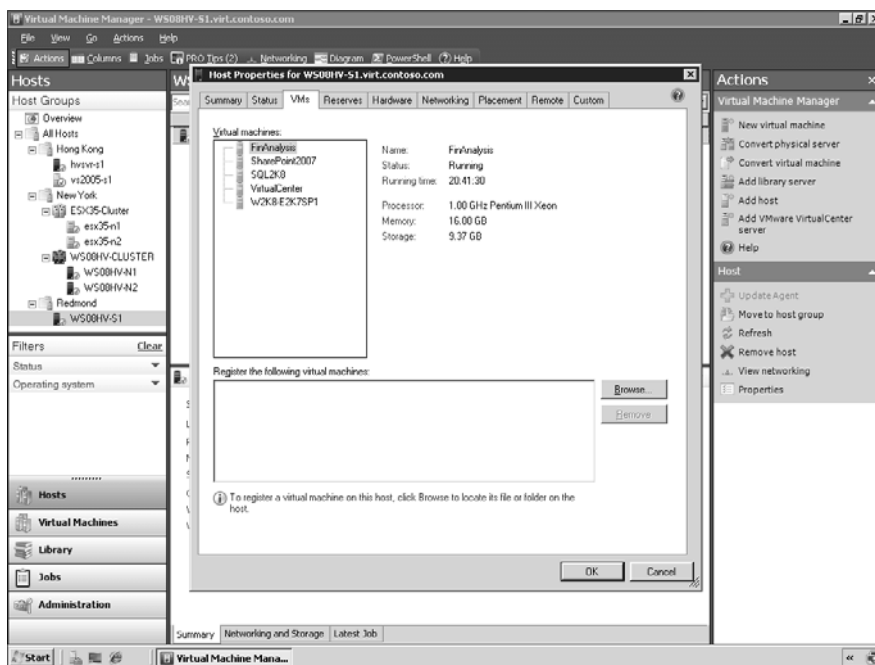 Virtual Machine Manager - WS08HV-S1.virt.contoso.com
File View Go Actions Help
Actions Columns Jobs PRO Tips (2) Networking Diagram PowerShell Help
Hosts
Host Groups
Overview
All Hosts
Hong Kong
hvsvr-s1
vs2005-s1
New York
ESX35-Cluster
esx35-n1
esx35-n2
WS08HV-CLUSTER
WS08HV-N1
WS08HV-N2
Redmond
WS08HV-S1
Filters Clear
Status
Operating system
Hosts
Virtual Machines
Library
Jobs
Administration
Host Properties for WS08HV-S1.virt.contoso.com
Summary Status VMs Reserves Hardware Networking Placement Remote Custom
Virtual machines:
FinAnalysis
SharePoint2007
SQL2K8
VirtualCenter
W2K8-E2K7SP1
Name: FinAnalysis
Status: Running
Running time: 20:41:30
Processor: 1.00 GHz Pentium III Xeon
Memory: 16.00 GB
Storage: 9.37 GB
Register the following virtual machines:
Browse...
Remove
To register a virtual machine on this host, click Browse to locate its file or folder on the
host.
OK Cancel
Summary Networking and Storage Latest Job
Actions
Virtual Machine Manager
New virtual machine
Convert physical server
Convert virtual machine
Add library server
Add host
Add VMware VirtualCenter
server
Help
Host
Update Agent
Move to host group
Refresh
Remove host
View networking
Properties
Start Virtual Machine Mana...